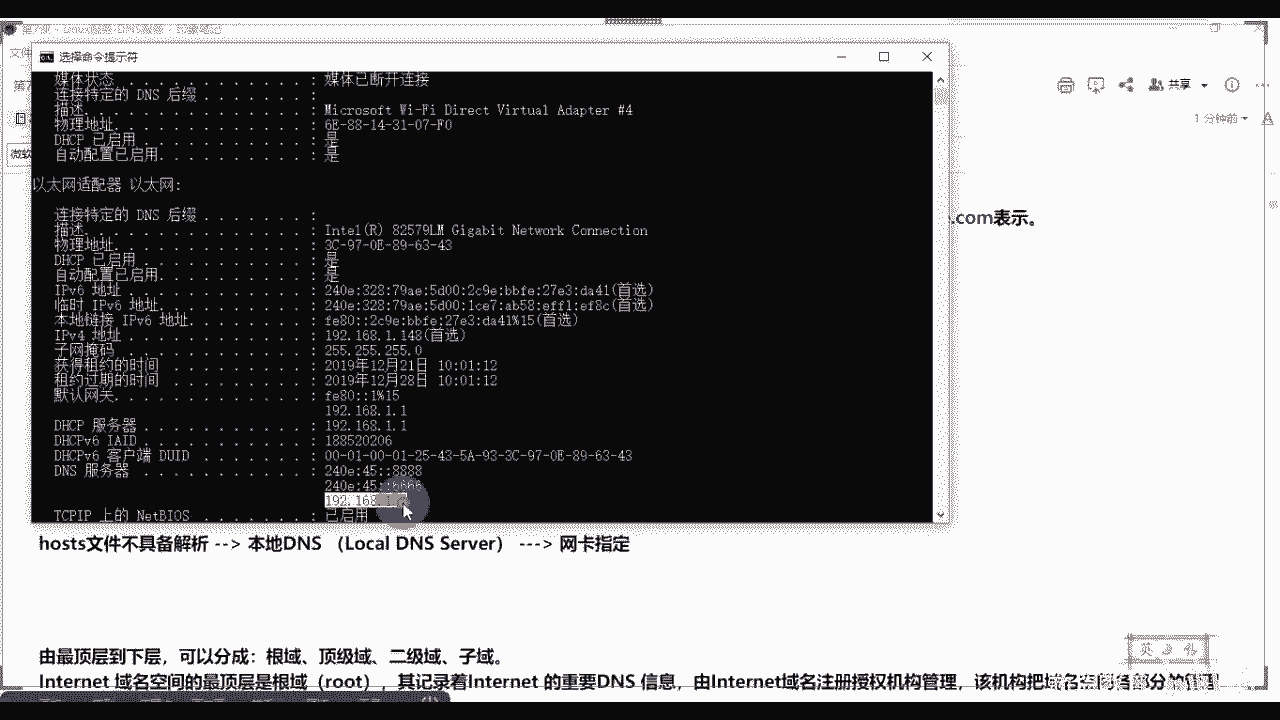 选择命令提示符
媒体状态 . . . . . . . . . . . . : 媒体已断开连接
连接特定的 DNS 后缀 . . . . . . . :
描述. . . . . . . . . . . . . . . : Microsoft Wi-Fi Direct Virtual Adapter #4
物理地址. . . . . . . . . . . . . : 6E-88-14-31-07-F0
DHCP 已启用 . . . . . . . . . . . : 是
自动配置已启用. . . . . . . . . . : 是
以太网适配器 以太网:
连接特定的 DNS 后缀 . . . . . . . :
描述. . . . . . . . . . . . . . . : Intel(R) 82579LM Gigabit Network Connection
物理地址. . . . . . . . . . . . . : 3C-97-0E-89-63-43
DHCP 已启用 . . . . . . . . . . . : 是
自动配置已启用. . . . . . . . . . : 是
IPv6 地址 . . . . . . . . . . . . : 240e:328:79ae:5d00:2c9e:bbfe:27e3:da41(首选)
临时 IPv6 地址. . . . . . . . . . : 240e:328:79ae:5d00:1ce7:ab58:eff1:ef8c(首选)
本地链接 IPv6 地址. . . . . . . . : fe80::2c9e:bbfe:27e3:da41%15(首选)
IPv4 地址 . . . . . . . . . . . . : 192.168.1.148(首选)
子网掩码 . . . . . . . . . . . . : 255.255.255.0
获得租约的时间 . . . . . . . . . : 2019年12月21日 10:01:12
租约过期的时间 . . . . . . . . . : 2019年12月28日 10:01:12
默认网关. . . . . . . . . . . . . : fe80::1%15
192.168.1.1
DHCP 服务器 . . . . . . . . . . . : 192.168.1.1
DHCPv6 IAID . . . . . . . . . . . : 188520206
DHCPv6 客户端 DUID . . . . . . . : 00-01-00-01-25-43-5A-93-3C-97-0E-89-63-43
DNS 服务器 . . . . . . . . . . . : 240e:45::8888
240e:45::6666
192.168.1.
TCPIP 上的 NetBIOS . . . . . . . : 已启用
共享
1 分钟前
.com表示。
hosts文件不具备解析 --> 本地DNS （Local DNS Server） ---> 网卡指定
由最顶层到下层，可以分成：根域、顶级域、二级域、子域。
Internet 域名空间的最顶层是根域（root），其记录着Internet 的重要DNS 信息，由Internet域名注册授权机构管理，该机构把域名空间各部分的管理
英